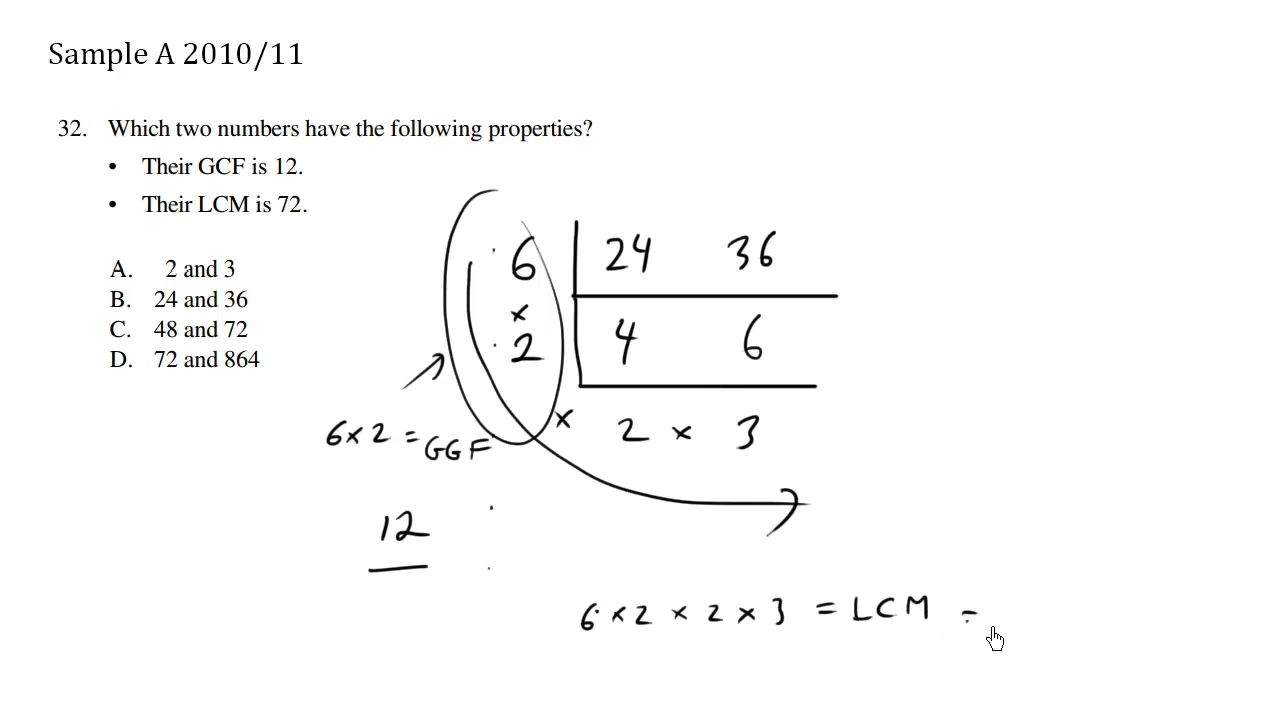 Sample A 2010/11
32. Which two numbers have the following properties?
• Their GCF is 12.
• Their LCM is 72.
A. 2 and 3
B. 24 and 36
C. 48 and 72
D. 72 and 864
6 24 36
×
2 4 6
× 2 × 3
6×2 = GGF
12
6 × 2 × 2 × 3 = LCM =